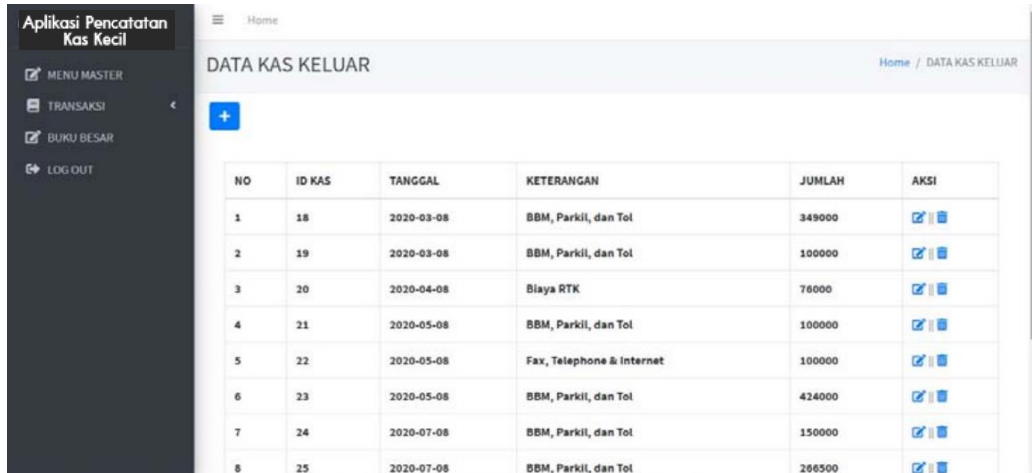 Aplikasi Pencatatan
Kas Kecil
MENU MASTER
TRANSAKSI
BUKU BESAR
LOG OUT
Home
DATA KAS KELUAR
Home / DATA KAS KELUAR
+
NO ID KAS TANGGAL KETERANGAN JUMLAH AKSI
1 18 2020-03-08 BBM, Parkil, dan Tol 349000 ||
2 19 2020-03-08 BBM, Parkil, dan Tol 100000 ||
3 20 2020-04-08 Biaya RTK 76000 ||
4 21 2020-05-08 BBM, Parkil, dan Tol 100000 ||
5 22 2020-05-08 Fax, Telephone & Internet 100000 ||
6 23 2020-05-08 BBM, Parkil, dan Tol 424000 ||
7 24 2020-07-08 BBM, Parkil, dan Tol 150000 ||
8 25 2020-07-08 BBM, Parkil, dan Tol 266500 ||